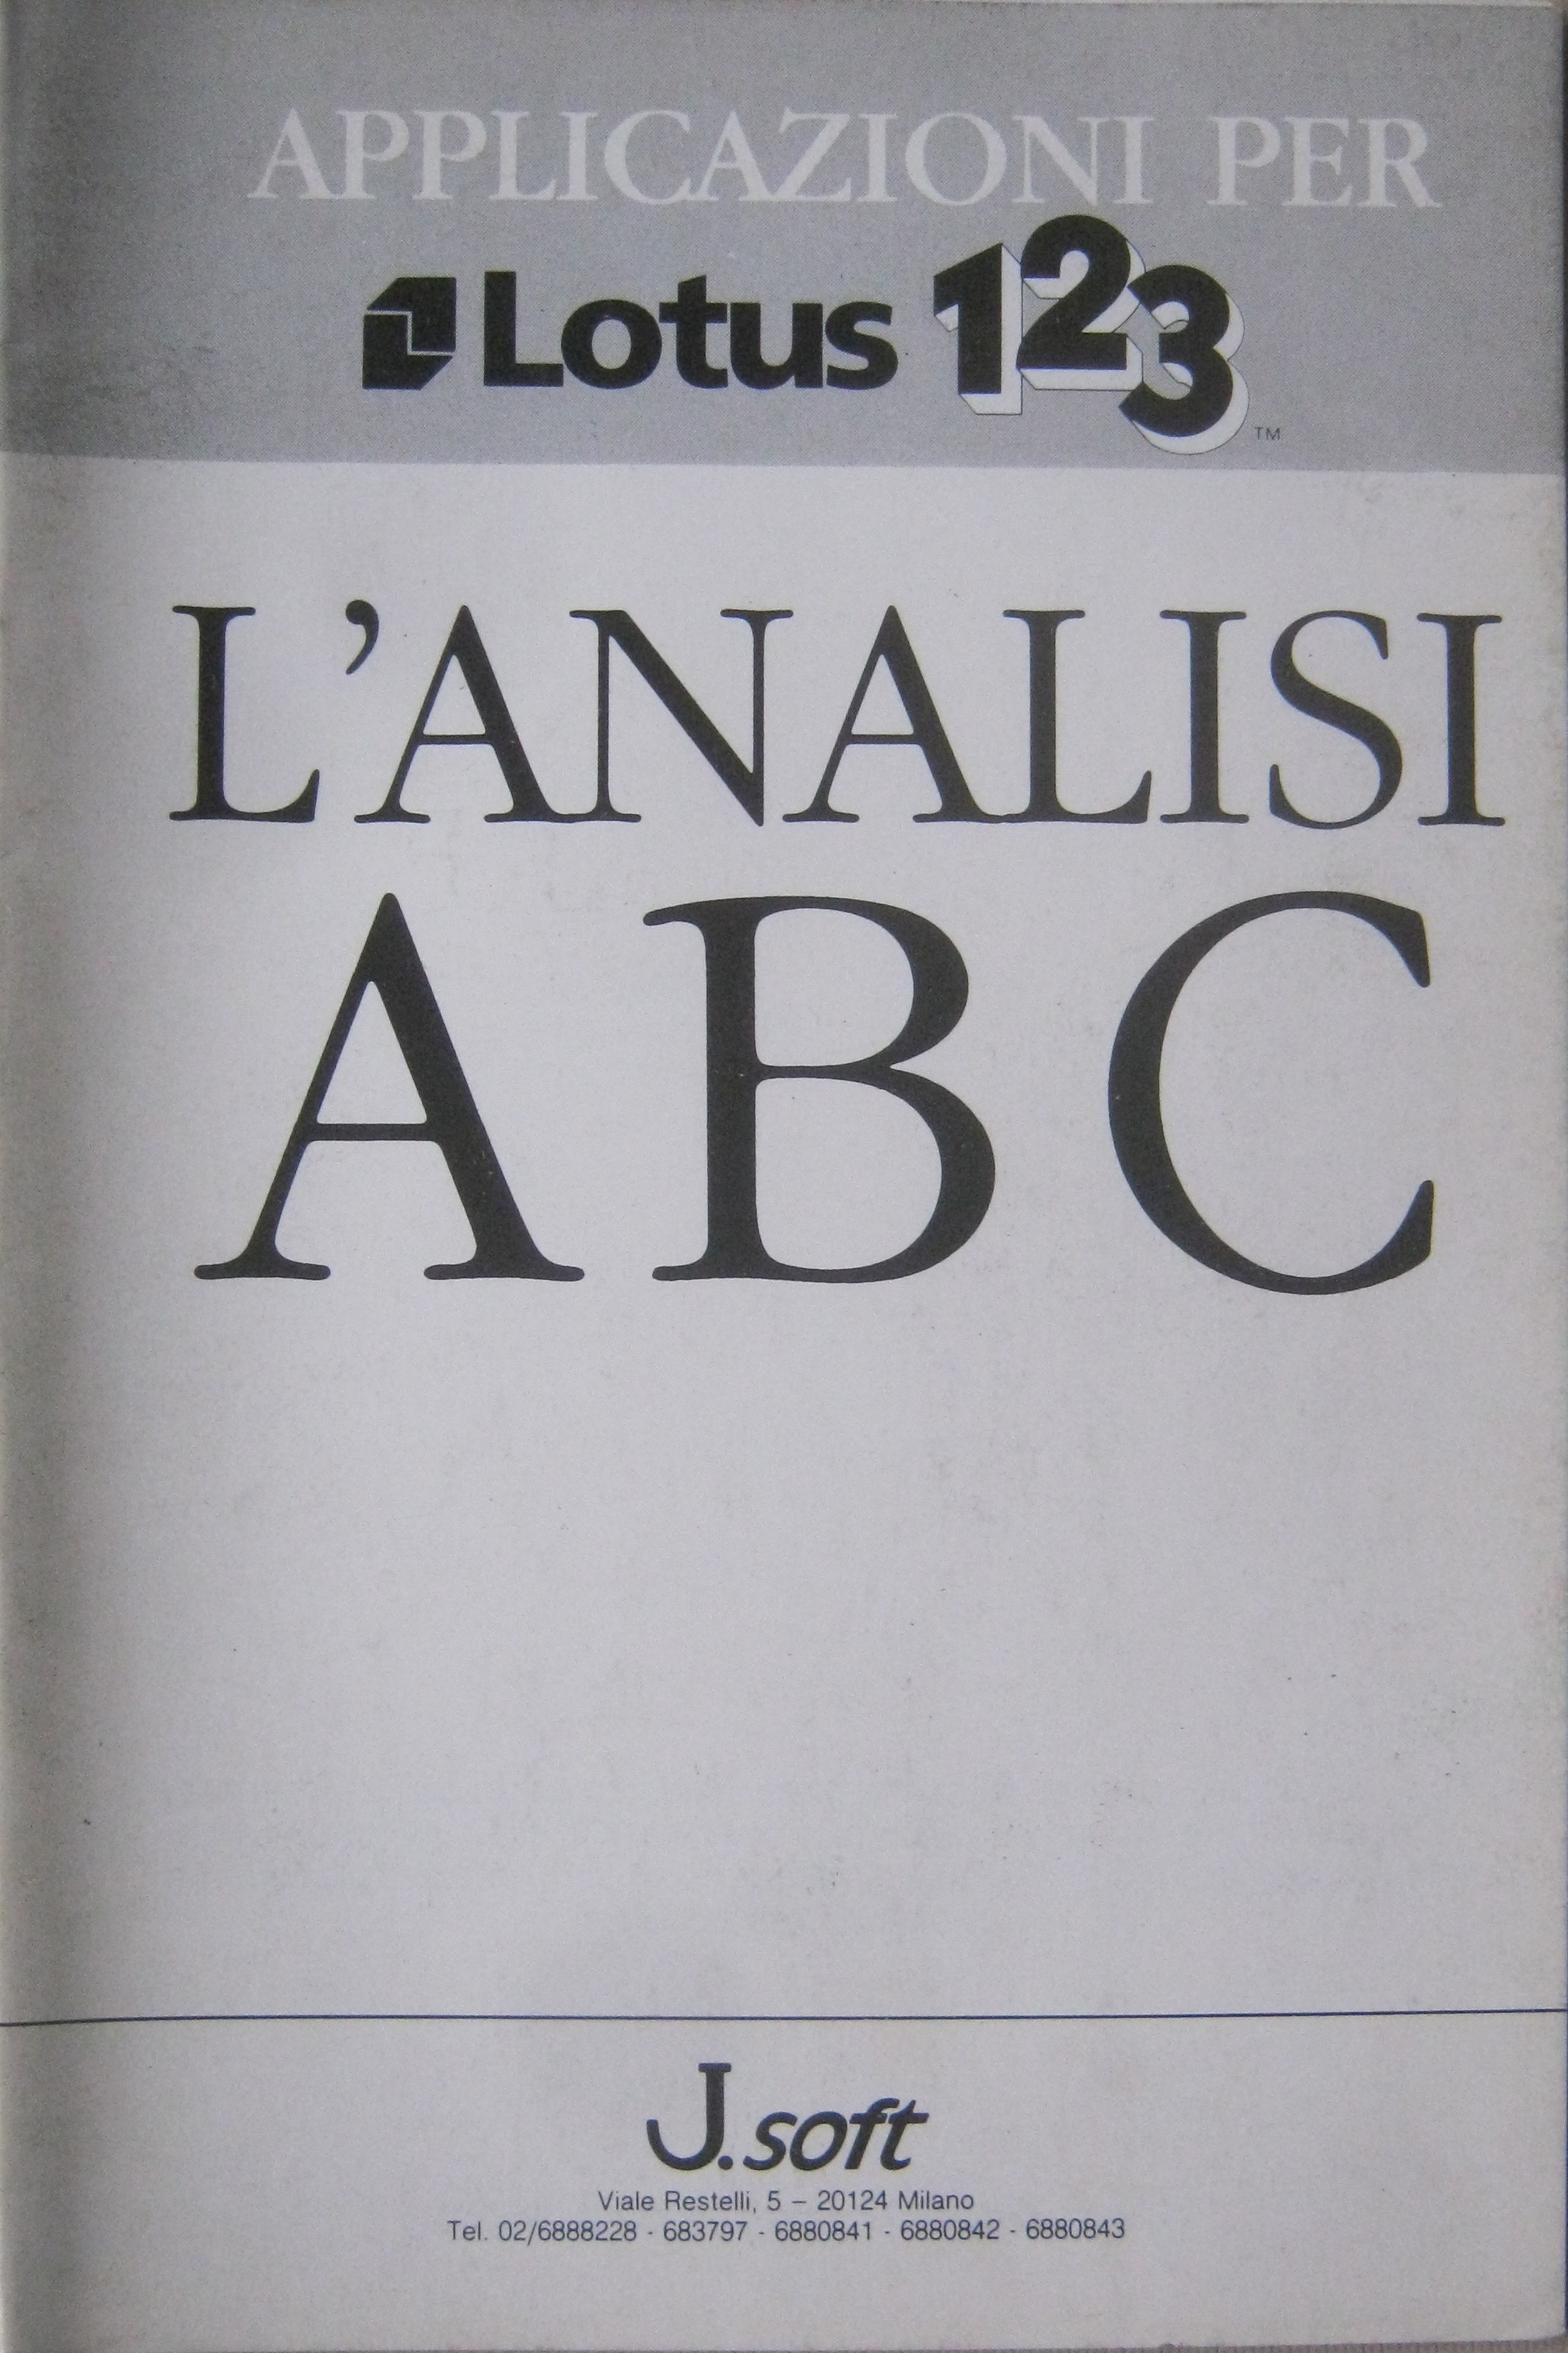 APPLICAZIONI PER
Lotus 123 ™
L'ANALISI
A B C
J.soft
Viale Restelli, 5 – 20124 Milano
Tel. 02/6888228 - 683797 - 6880841 - 6880842 - 6880843